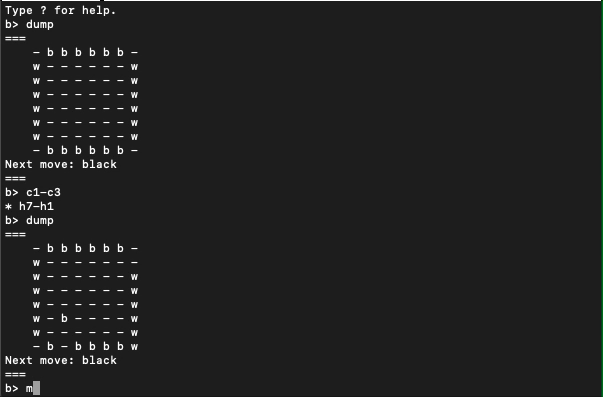 Type ? for help.
b> dump
===
    - b b b b b b -
    w - - - - - - w
    w - - - - - - w
    w - - - - - - w
    w - - - - - - w
    w - - - - - - w
    w - - - - - - w
    - b b b b b b -
Next move: black
===
b> c1-c3
* h7-h1
b> dump
===
    - b b b b b b -
    w - - - - - - -
    w - - - - - - w
    w - - - - - - w
    w - - - - - - w
    w - b - - - - w
    w - - - - - - w
    - b - b b b b w
Next move: black
===
b> m